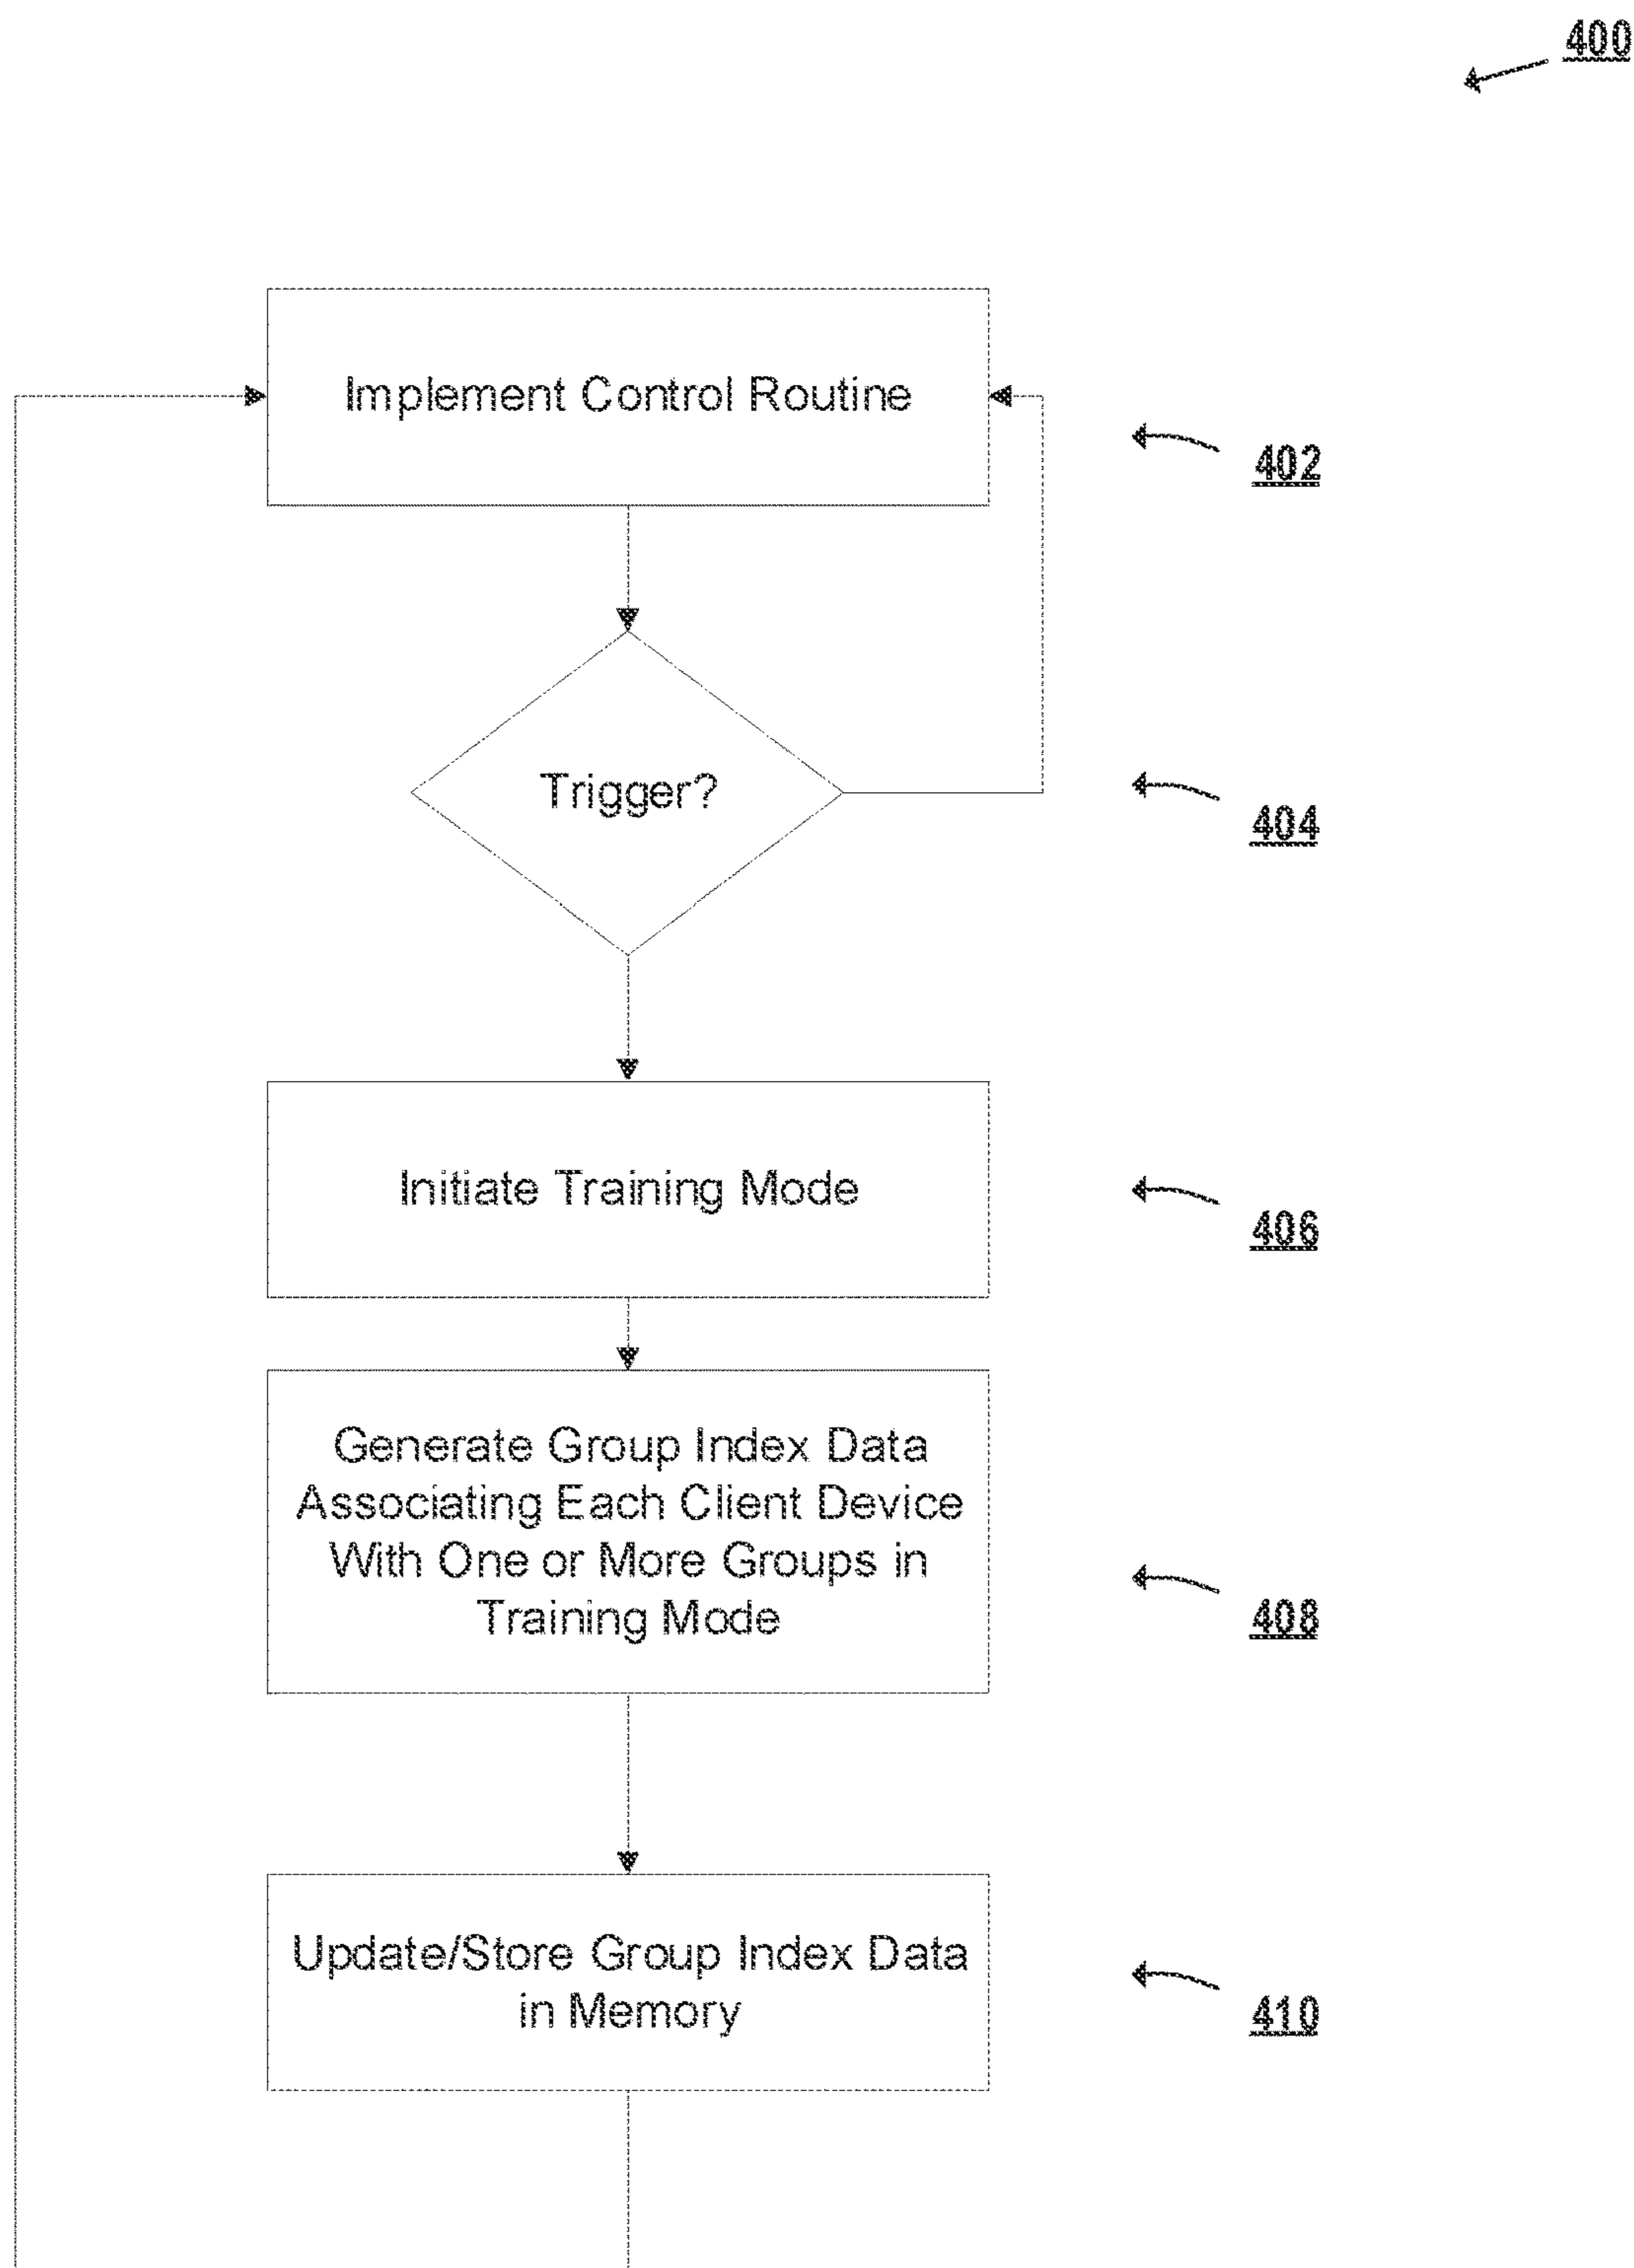 400
Implement Control Routine
402
Trigger?
404
Initiate Training Mode
406
Generate Group Index Data
Associating Each Client Device
With One or More Groups in
Training Mode
408
Update/Store Group Index Data
in Memory
410